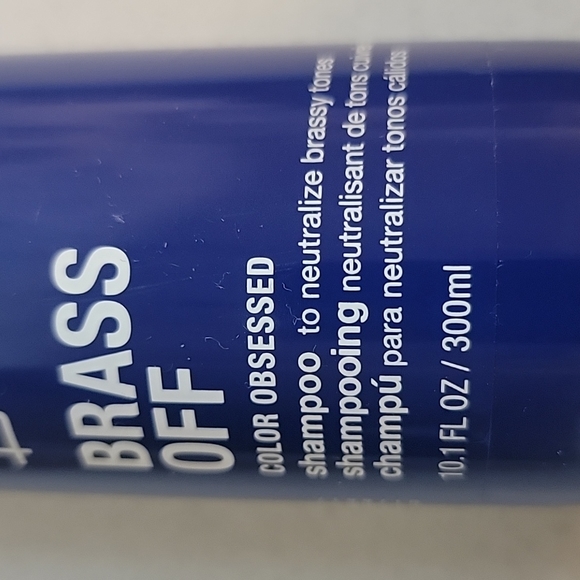 BRASS
OFF
COLOR OBSESSED
shampoo to neutralize brassy tones
shampooing neutralisant de tons
champú para neutralizar tonos cálidos
10.1 FL OZ / 300ml